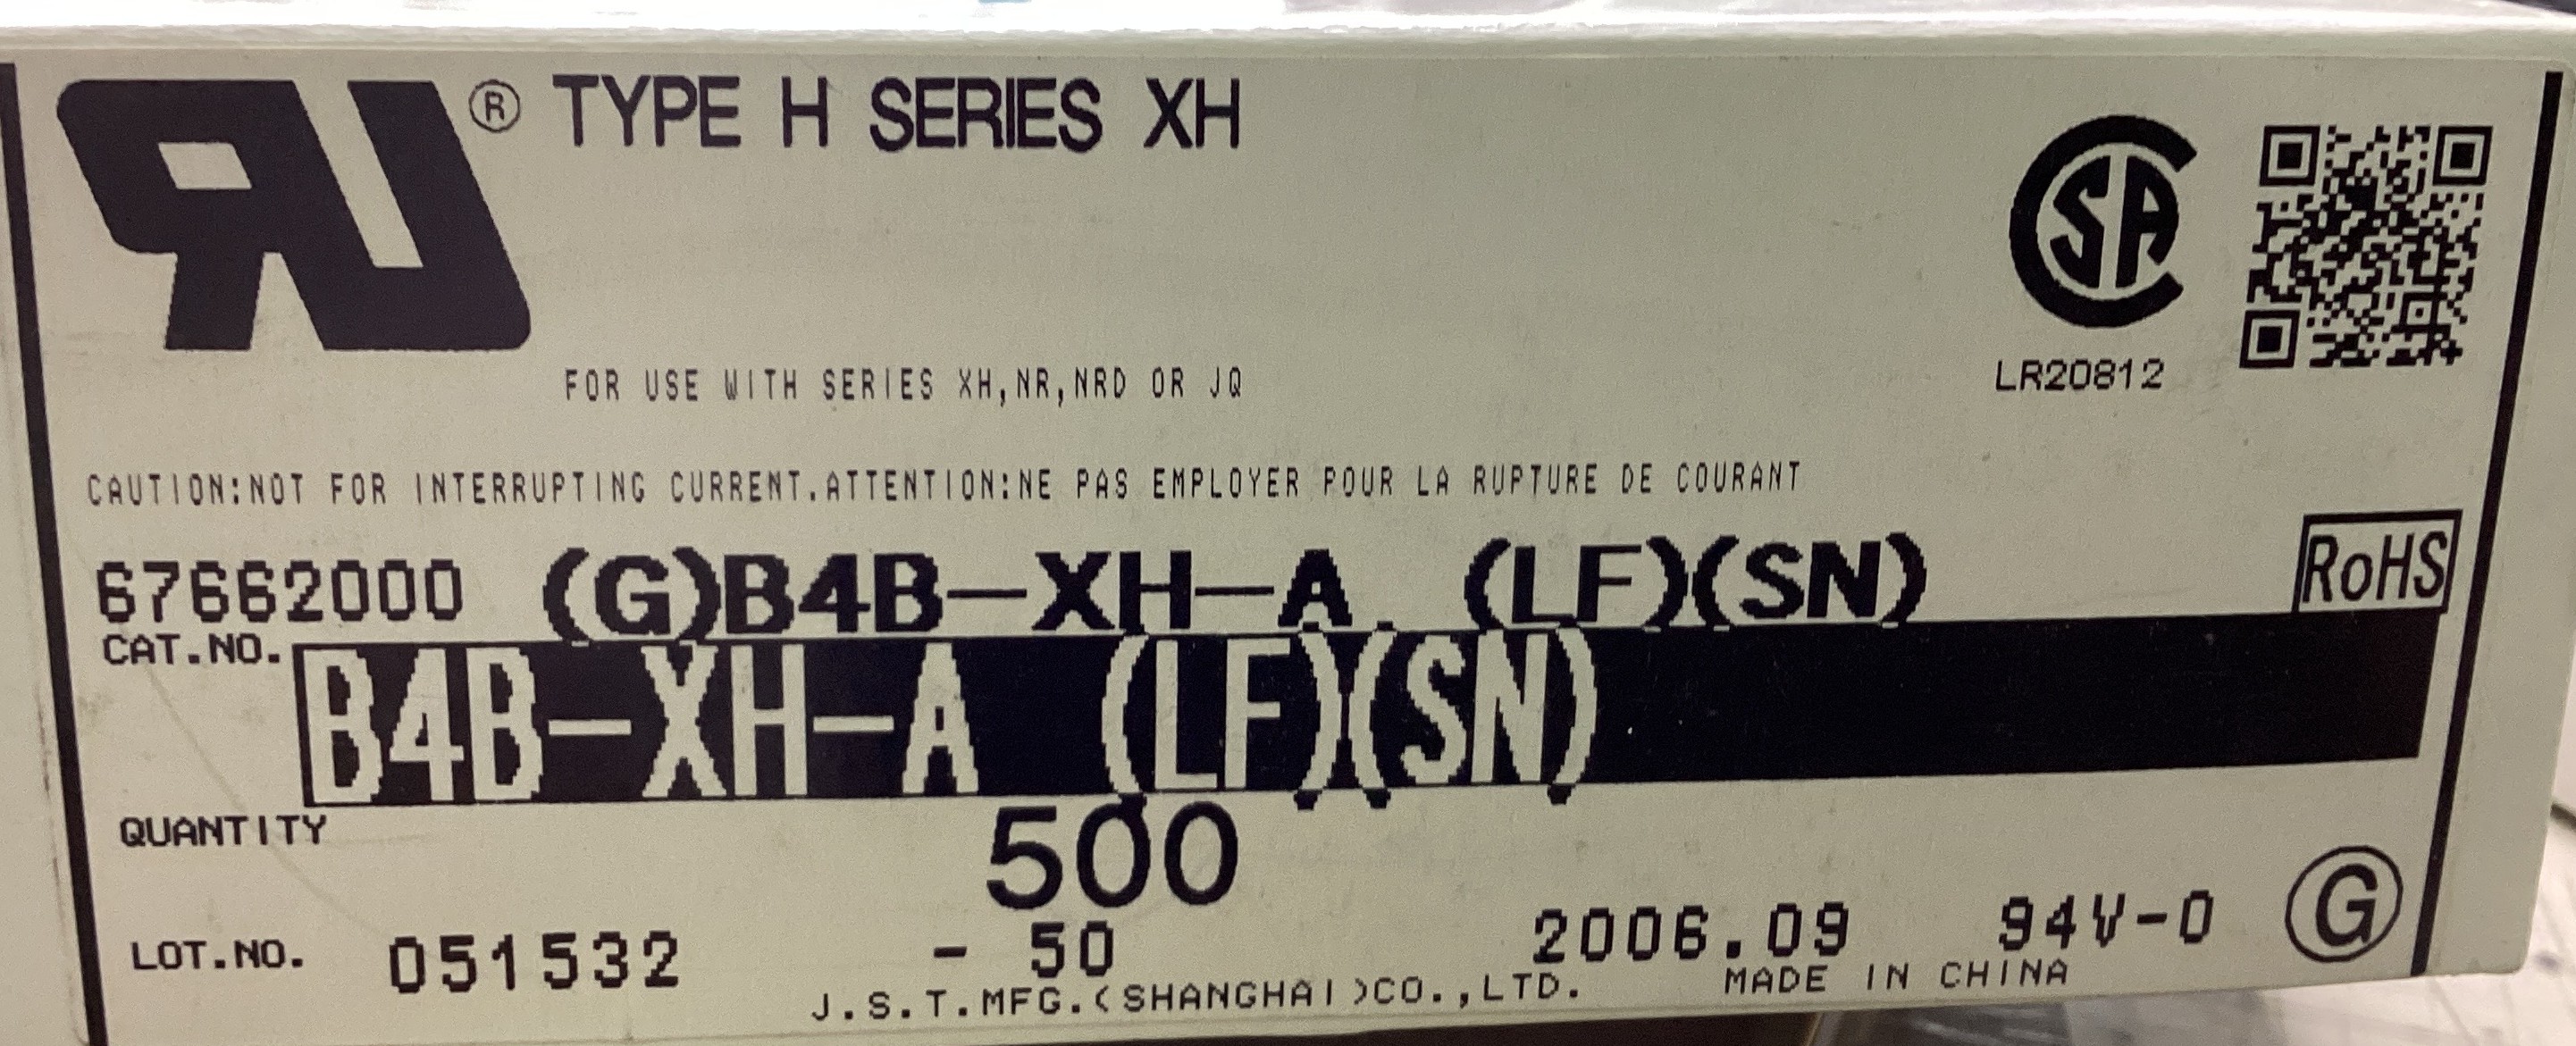 RU® TYPE H SERIES XH
CSA
LR20812
FOR USE WITH SERIES XH,NR,NRD OR JQ
CAUTION:NOT FOR INTERRUPTING CURRENT.ATTENTION:NE PAS EMPLOYER POUR LA RUPTURE DE COURANT
67662000 (G)B4B-XH-A (LF)(SN)
RoHS
CAT.NO. B4B-XH-A (LF)(SN)
QUANTITY 500
LOT.NO. 051532 - 50 2006.09 94V-0 G
J.S.T.MFG.(SHANGHAI)CO.,LTD. MADE IN CHINA